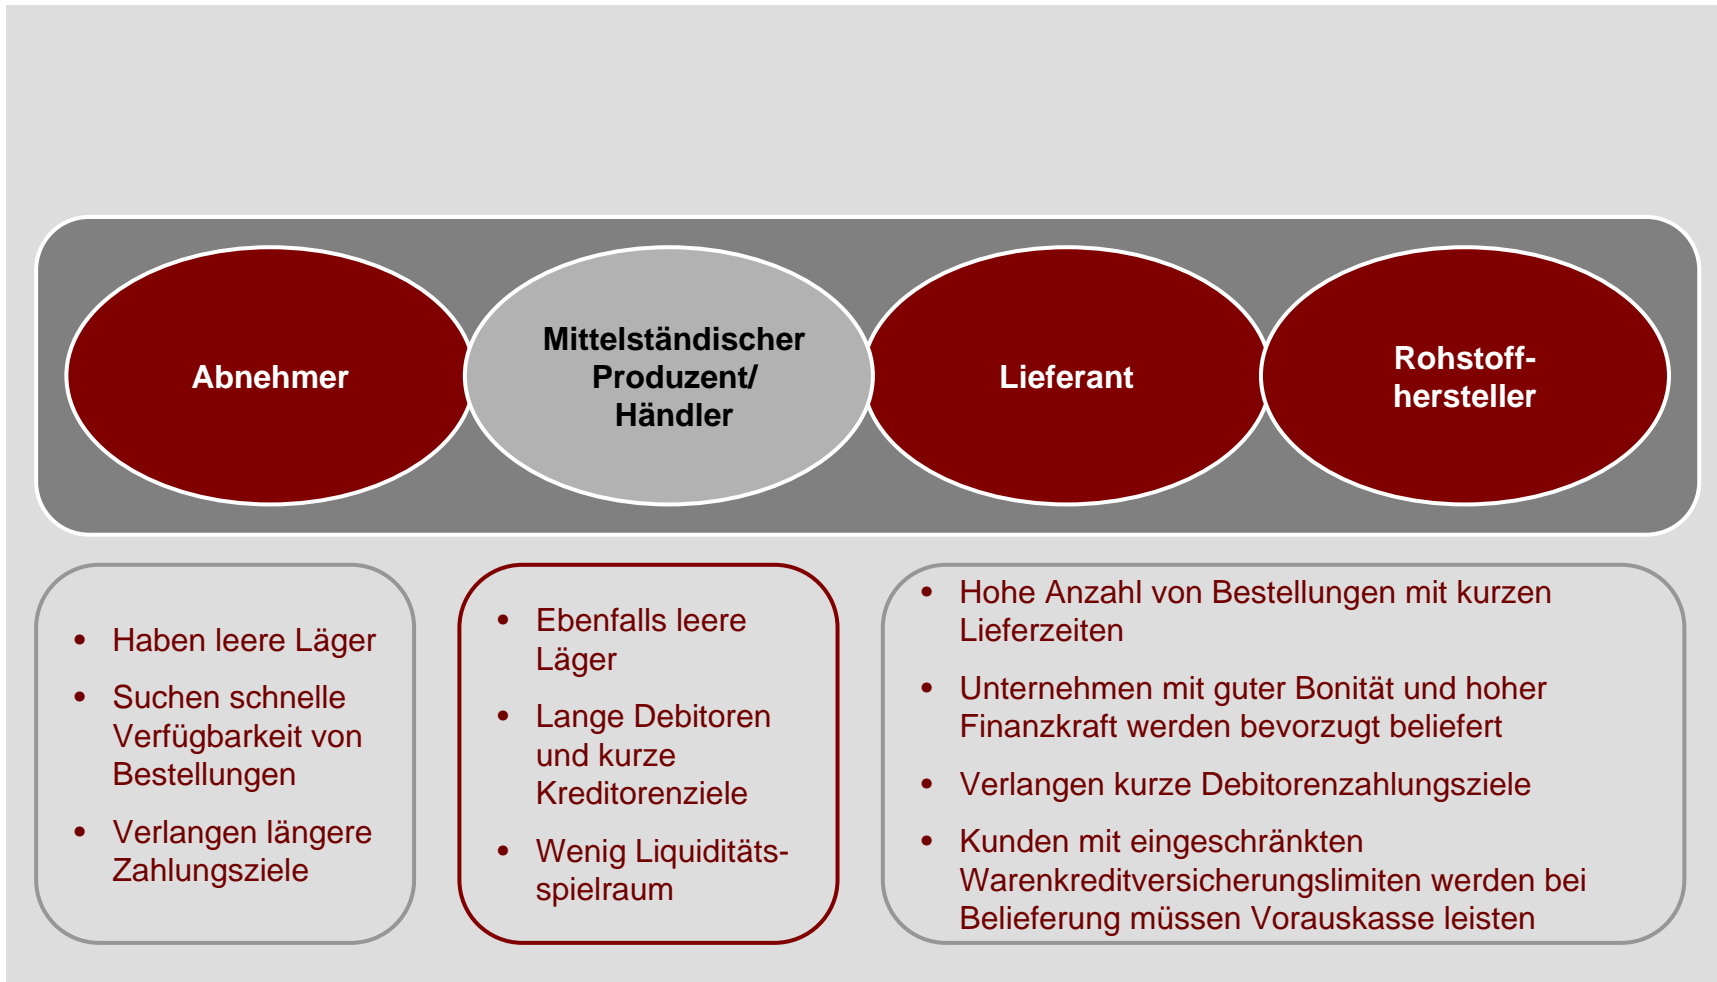 Abnehmer
Mittelständischer
Produzent/
Händler
Lieferant
Rohstoff-
hersteller
• Haben leere Läger
• Suchen schnelle
Verfügbarkeit von
Bestellungen
• Verlangen längere
Zahlungsziele
• Ebenfalls leere
Läger
• Lange Debitoren
und kurze
Kreditorenziele
• Wenig Liquiditäts-
spielraum
• Hohe Anzahl von Bestellungen mit kurzen
Lieferzeiten
• Unternehmen mit guter Bonität und hoher
Finanzkraft werden bevorzugt beliefert
• Verlangen kurze Debitorenzahlungsziele
• Kunden mit eingeschränkten
Warenkreditversicherungslimiten werden bei
Belieferung müssen Vorauskasse leisten